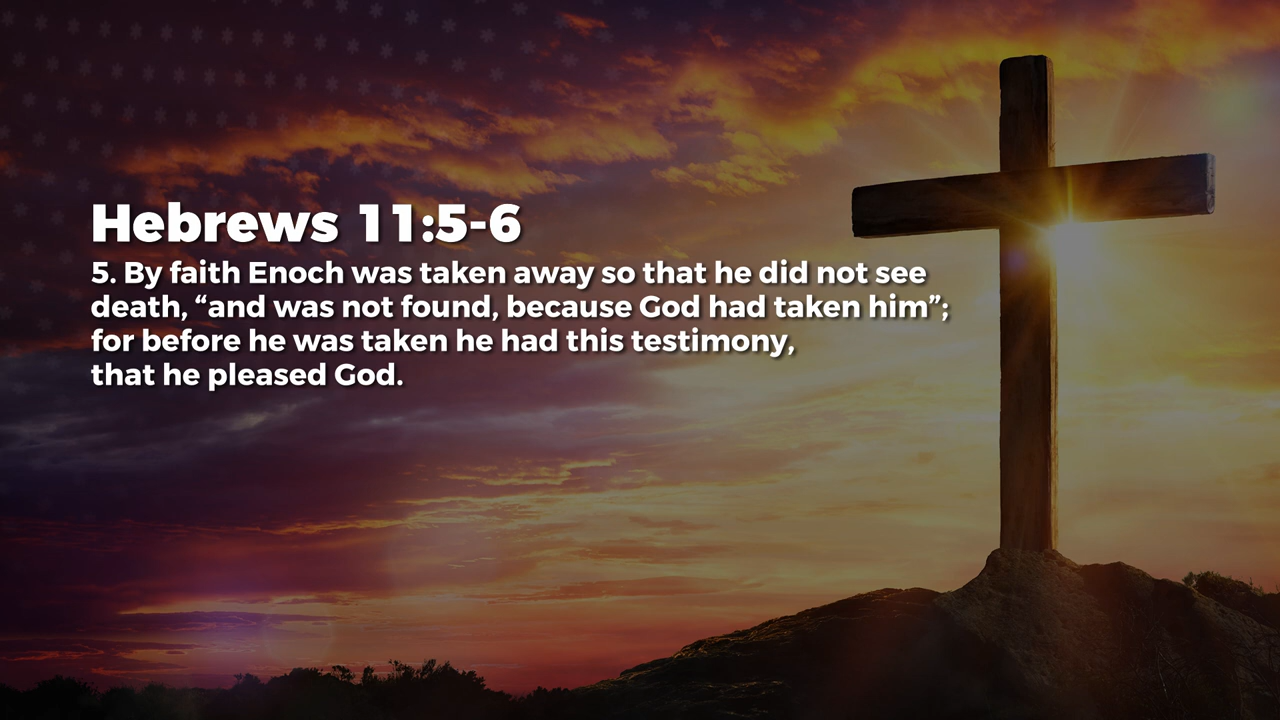 Hebrews 11:5-6
5. By faith Enoch was taken away so that he did not see
death, “and was not found, because God had taken him”;
for before he was taken he had this testimony,
that he pleased God.